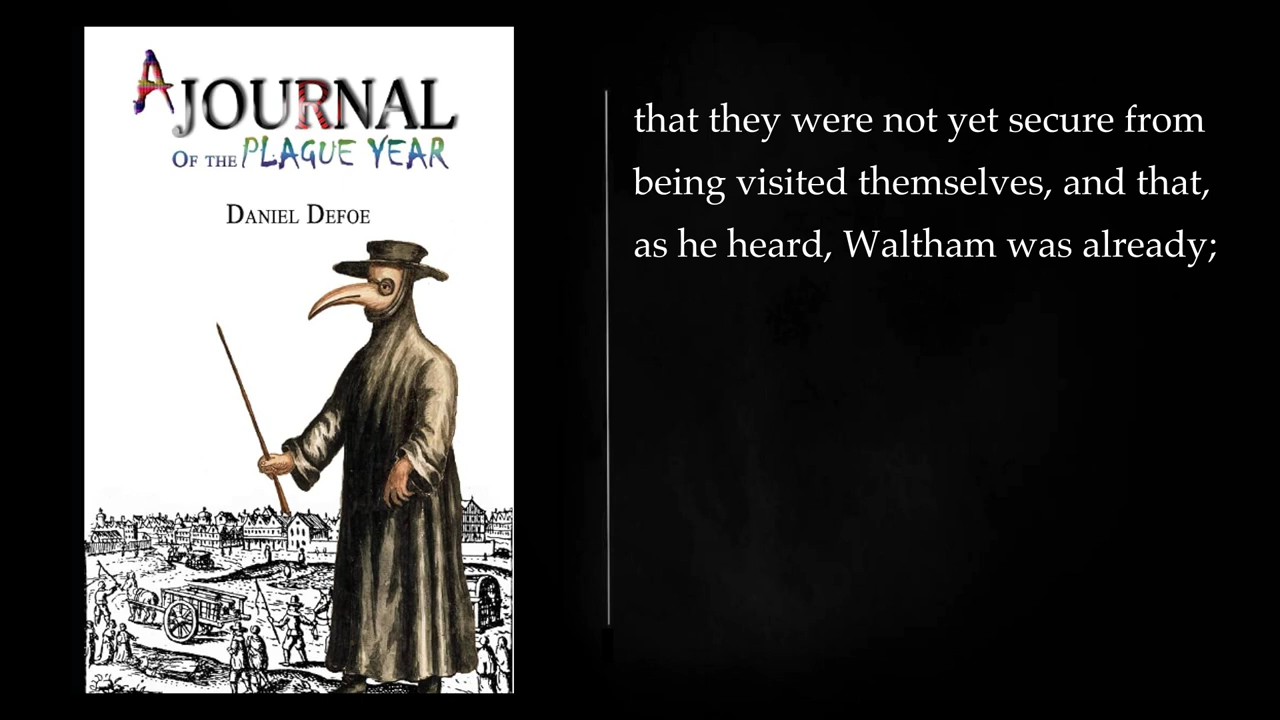 A JOURNAL
OF THE PLAGUE YEAR
DANIEL DEFOE
that they were not yet secure from
being visited themselves, and that,
as he heard, Waltham was already;